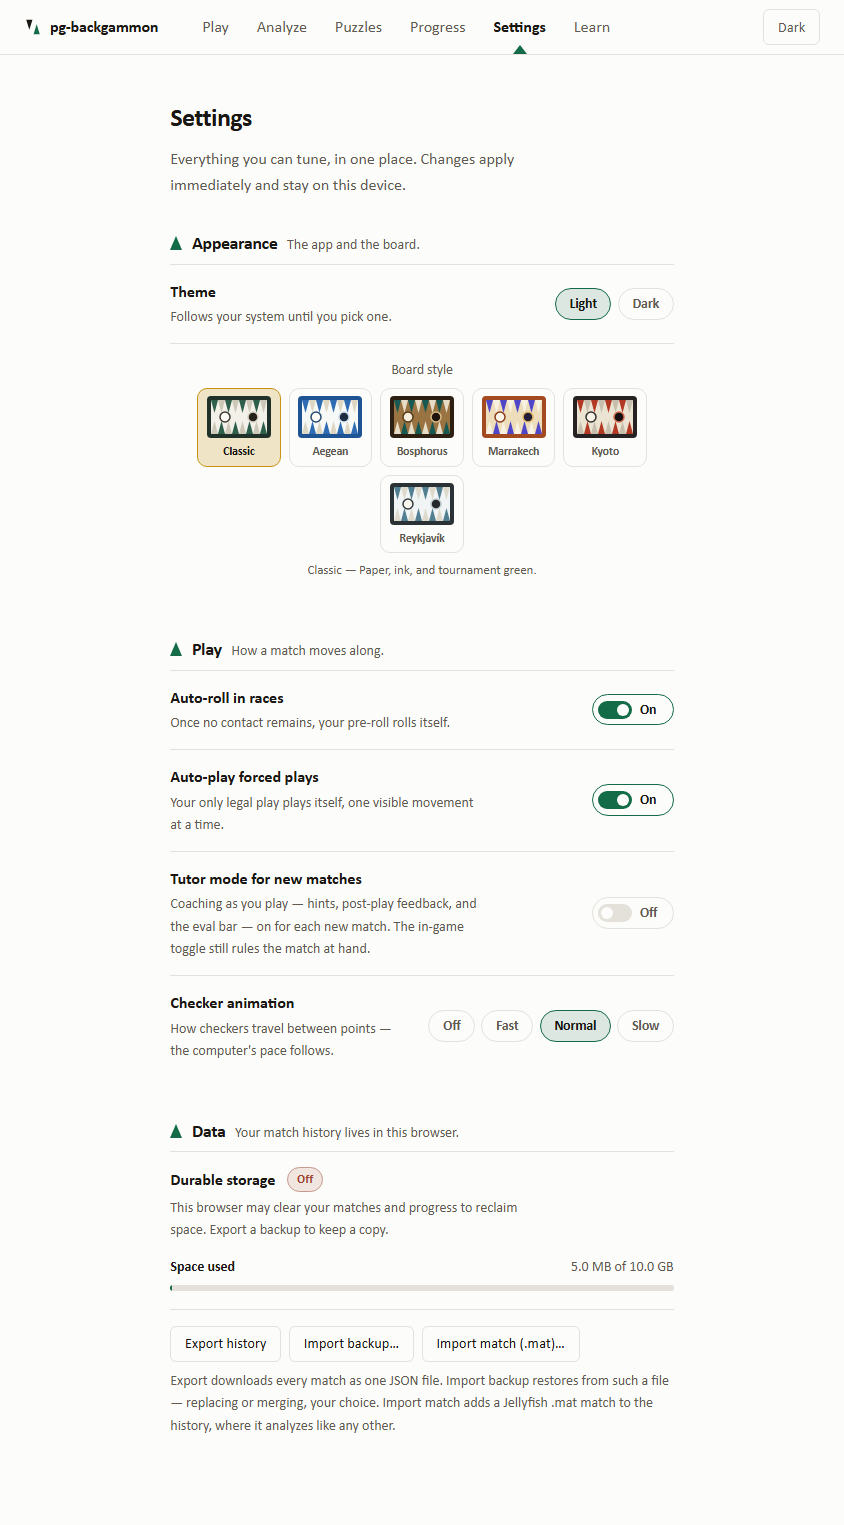 pg-backgammon Play Analyze Puzzles Progress Settings Learn Dark
Settings
Everything you can tune, in one place. Changes apply
immediately and stay on this device.
Appearance The app and the board.
Theme
Follows your system until you pick one.
Light Dark
Board style
Classic Aegean Bosphorus Marrakech Kyoto
Reykjavík
Classic — Paper, ink, and tournament green.
Play How a match moves along.
Auto-roll in races
Once no contact remains, your pre-roll rolls itself.
On
Auto-play forced plays
Your only legal play plays itself, one visible movement
at a time.
On
Tutor mode for new matches
Coaching as you play — hints, post-play feedback, and
the eval bar — on for each new match. The in-game
toggle still rules the match at hand.
Off
Checker animation
How checkers travel between points —
the computer's pace follows.
Off Fast Normal Slow
Data Your match history lives in this browser.
Durable storage Off
This browser may clear your matches and progress to reclaim
space. Export a backup to keep a copy.
Space used 5.0 MB of 10.0 GB
Export history Import backup… Import match (.mat)…
Export downloads every match as one JSON file. Import backup restores from such a file
— replacing or merging, your choice. Import match adds a Jellyfish .mat match to the
history, where it analyzes like any other.